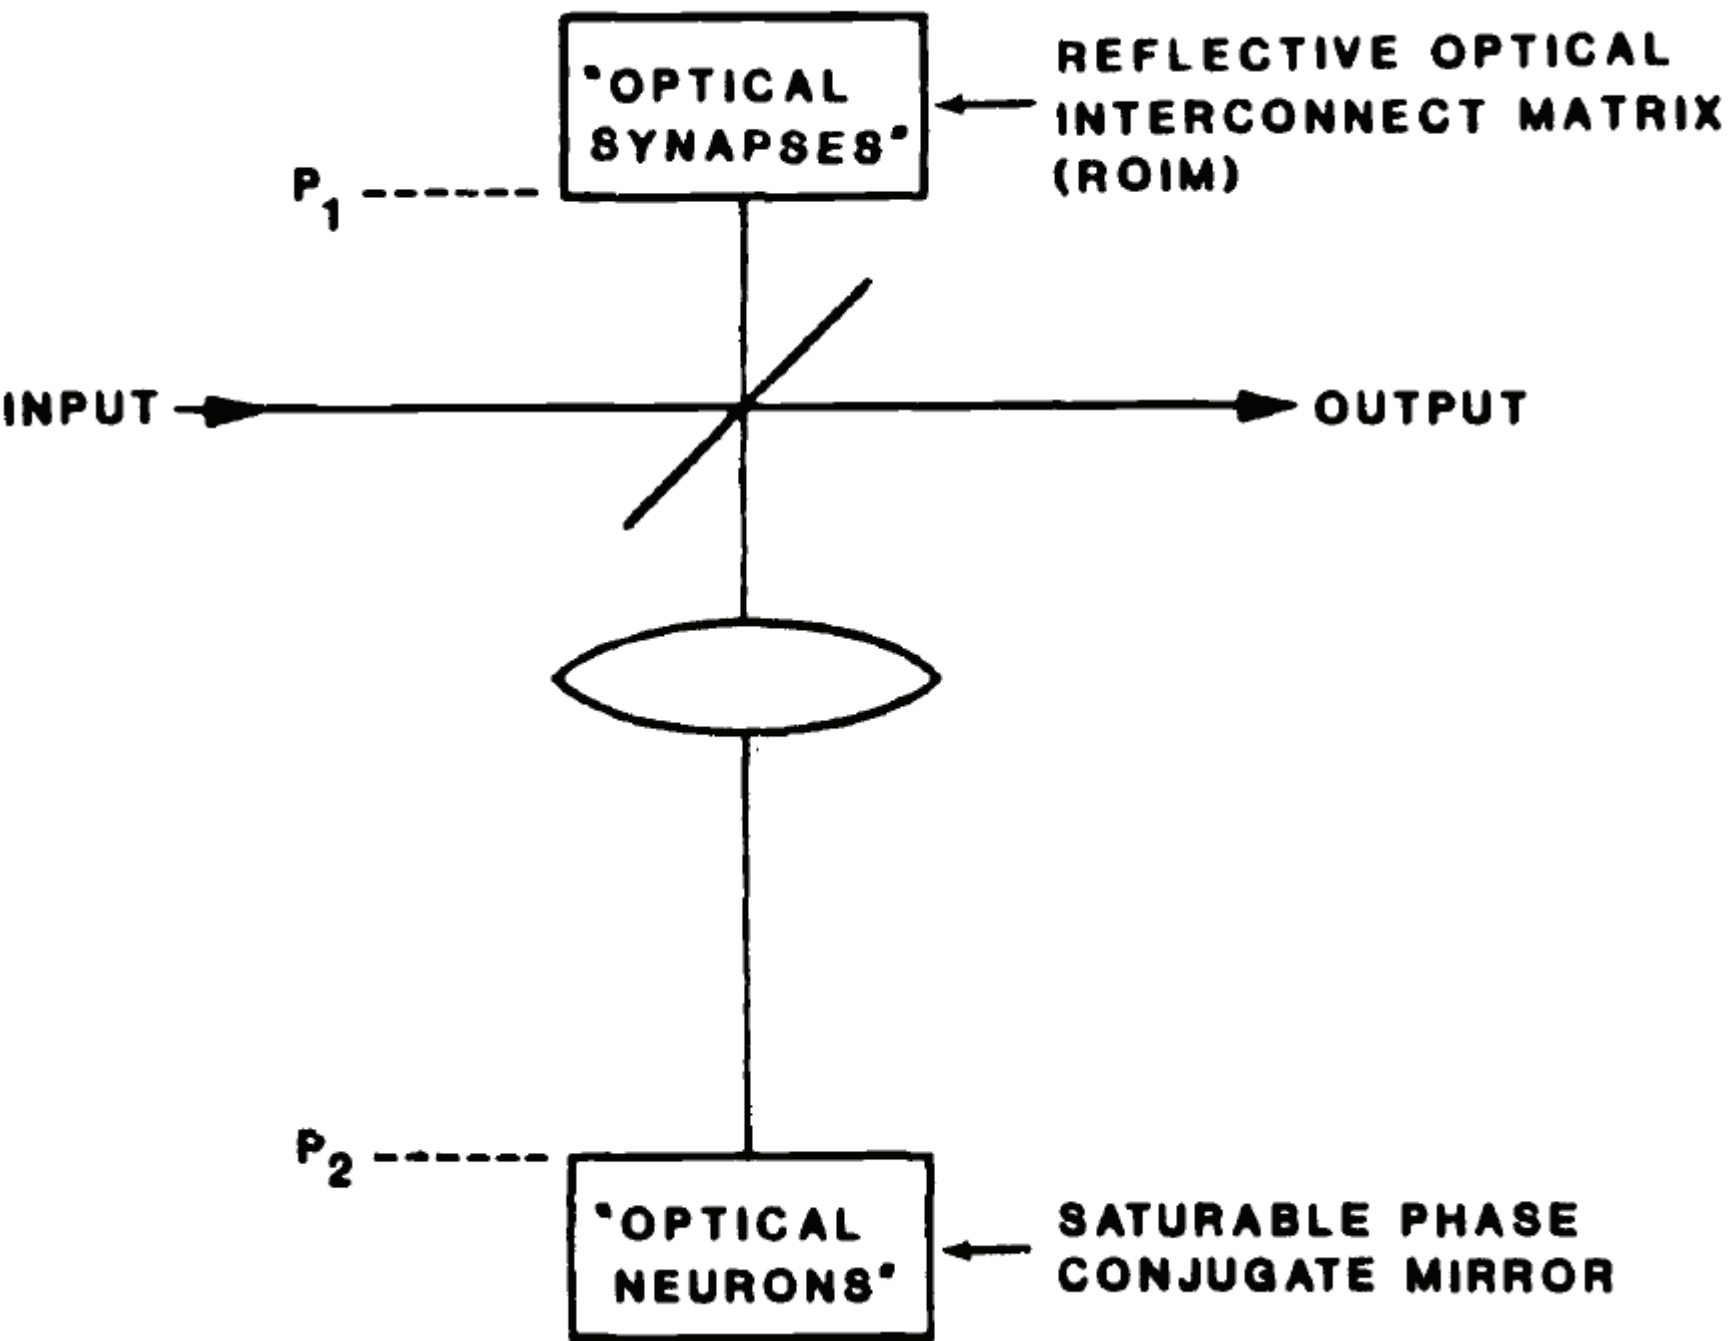 "OPTICAL
SYNAPSES"
REFLECTIVE OPTICAL
INTERCONNECT MATRIX
(ROIM)
P1
INPUT
OUTPUT
P2
"OPTICAL
NEURONS"
SATURABLE PHASE
CONJUGATE MIRROR